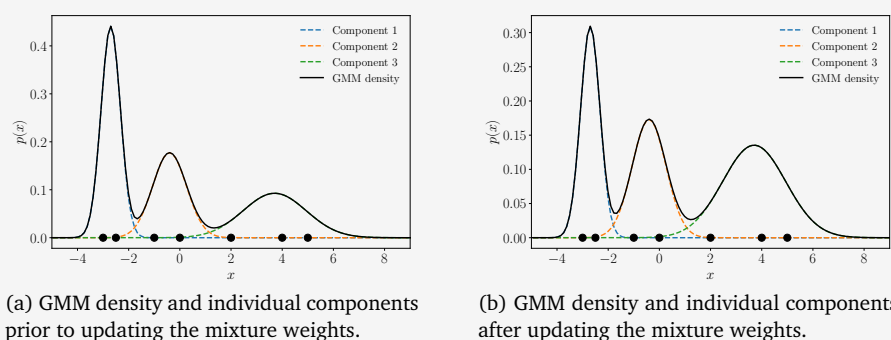 Component 1
Component 2
Component 3
GMM density
0.4
0.3
0.2
0.1
0.0
p(x)
−4 −2 0 2 4 6 8
x
Component 1
Component 2
Component 3
GMM density
0.30
0.25
0.20
0.15
0.10
0.05
0.00
p(x)
−4 −2 0 2 4 6 8
x
(a) GMM density and individual components
prior to updating the mixture weights.
(b) GMM density and individual components
after updating the mixture weights.